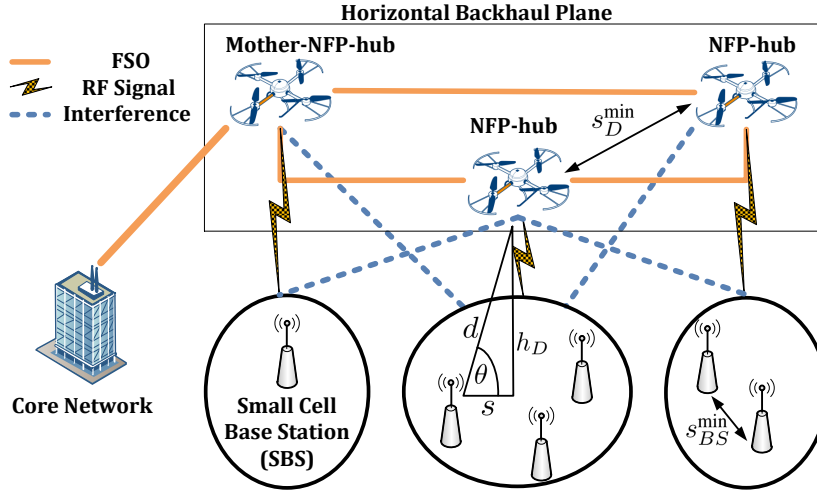 Horizontal Backhaul Plane
Mother-NFP-hub
NFP-hub
FSO
RF Signal
Interference
NFP-hub
s_D^min
d
h_D
θ
s
Core Network
Small Cell
Base Station
(SBS)
s_BS^min